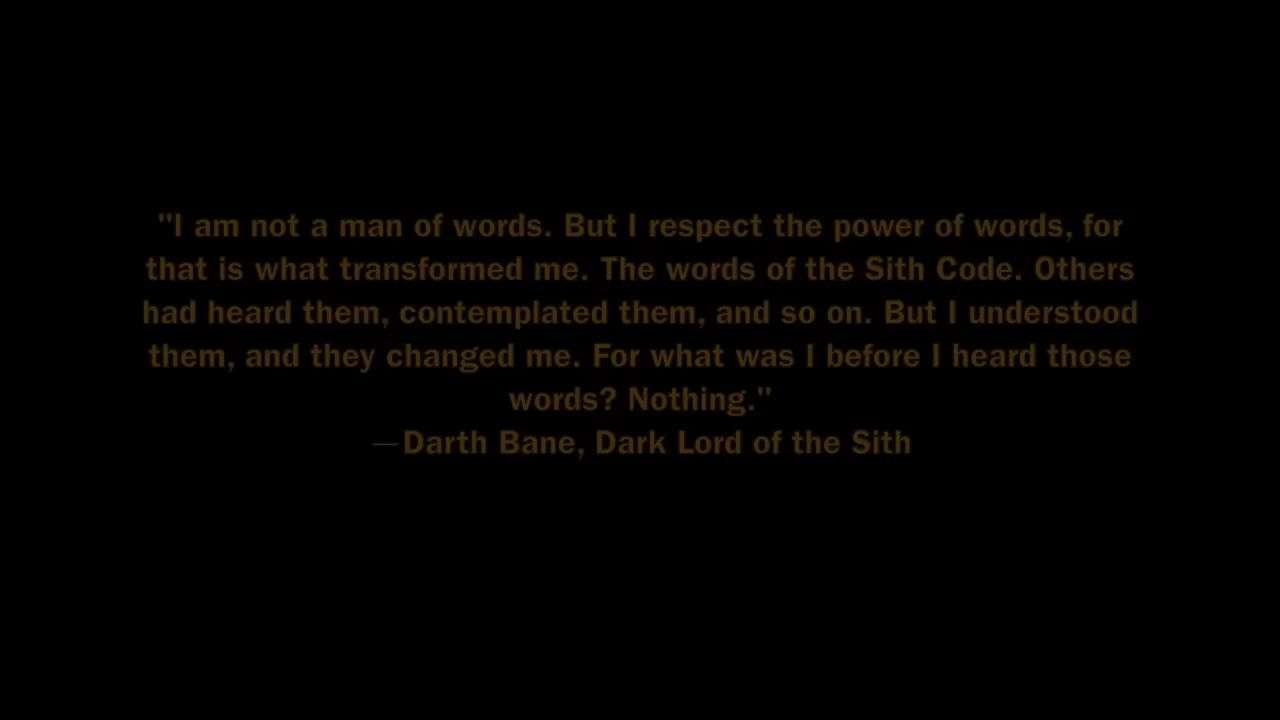 "I am not a man of words. But I respect the power of words, for
that is what transformed me. The words of the Sith Code. Others
had heard them, contemplated them, and so on. But I understood
them, and they changed me. For what was I before I heard those
words? Nothing."
—Darth Bane, Dark Lord of the Sith